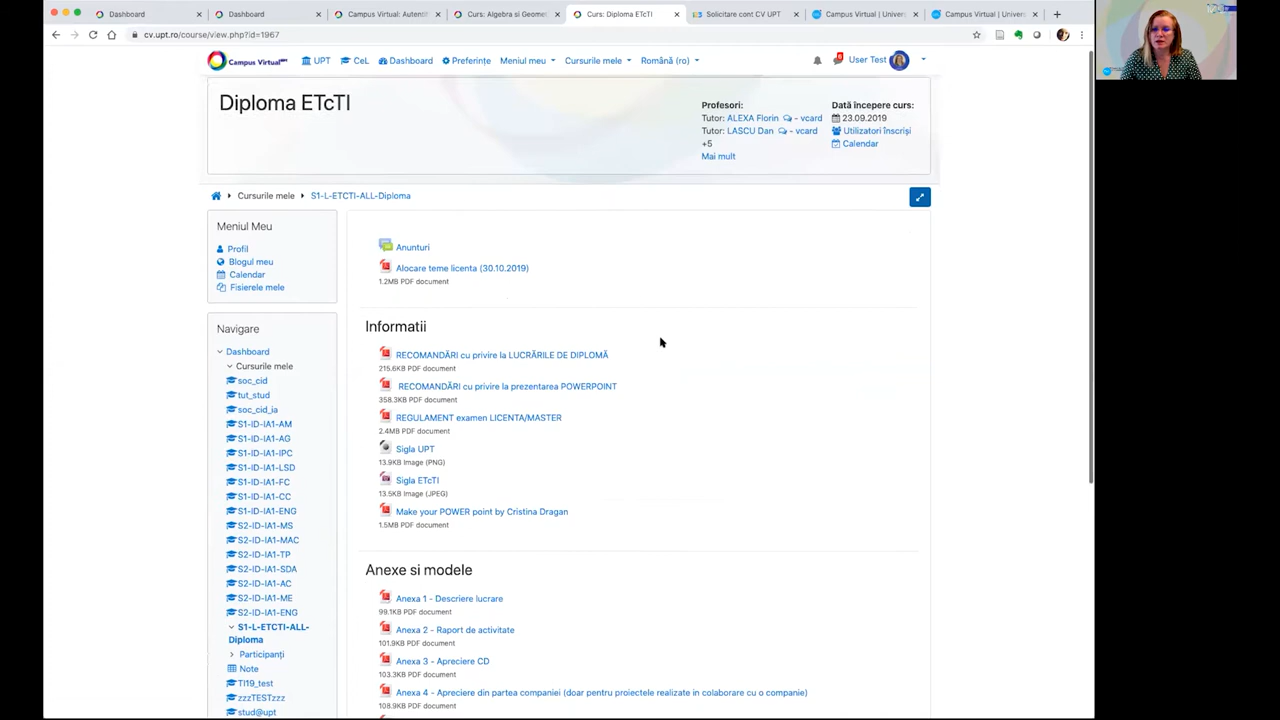 Dashboard
Dashboard
Campus Virtual: Autentifi
Curs: Algebra si Geomet
Curs: Diploma ETcTI
Solicitare cont CV UPT
Campus Virtual | Univers
Campus Virtual | Univers
cv.upt.ro/course/view.php?id=1967
Campus Virtual UPT CeL Dashboard Preferințe Meniul meu Cursurile mele Română (ro) User Test
Diploma ETcTI
Profesori:
Tutor: ALEXA Florin - vcard
Tutor: LASCU Dan - vcard
+5
Mai mult
Dată începere curs:
23.09.2019
Utilizatori înscriși
Calendar
Cursurile mele S1-L-ETCTI-ALL-Diploma
Meniul Meu
Profil
Blogul meu
Calendar
Fisierele mele
Navigare
Dashboard
Cursurile mele
soc_cid
tut_stud
soc_cid_ia
S1-ID-IA1-AM
S1-ID-IA1-AG
S1-ID-IA1-IPC
S1-ID-IA1-LSD
S1-ID-IA1-FC
S1-ID-IA1-CC
S1-ID-IA1-ENG
S2-ID-IA1-MS
S2-ID-IA1-MAC
S2-ID-IA1-TP
S2-ID-IA1-SDA
S2-ID-IA1-AC
S2-ID-IA1-ME
S2-ID-IA1-ENG
S1-L-ETCTI-ALL-
Diploma
Participanți
Note
TI19_test
zzzTESTzzz
stud@upt
Anunturi
Alocare teme licenta (30.10.2019)
1.2MB PDF document
Informatii
RECOMANDĂRI cu privire la LUCRĂRILE DE DIPLOMĂ
215.6KB PDF document
RECOMANDĂRI cu privire la prezentarea POWERPOINT
358.3KB PDF document
REGULAMENT examen LICENTA/MASTER
2.4MB PDF document
Sigla UPT
13.9KB Image (PNG)
Sigla ETcTI
13.5KB Image (JPEG)
Make your POWER point by Cristina Dragan
1.5MB PDF document
Anexe si modele
Anexa 1 - Descriere lucrare
99.1KB PDF document
Anexa 2 - Raport de activitate
101.9KB PDF document
Anexa 3 - Apreciere CD
103.3KB PDF document
Anexa 4 - Apreciere din partea companiei (doar pentru proiectele realizate in colaborare cu o companie)
108.9KB PDF document